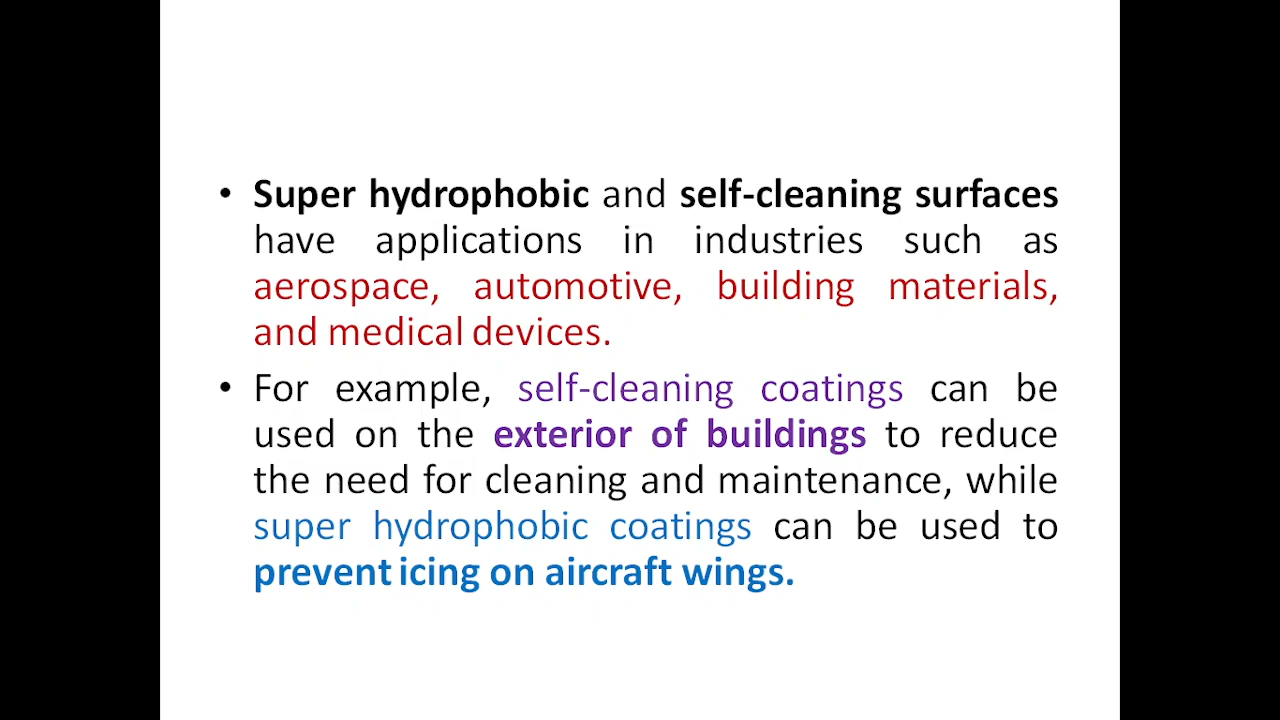 • Super hydrophobic and self-cleaning surfaces
have applications in industries such as
aerospace, automotive, building materials,
and medical devices.
• For example, self-cleaning coatings can be
used on the exterior of buildings to reduce
the need for cleaning and maintenance, while
super hydrophobic coatings can be used to
prevent icing on aircraft wings.